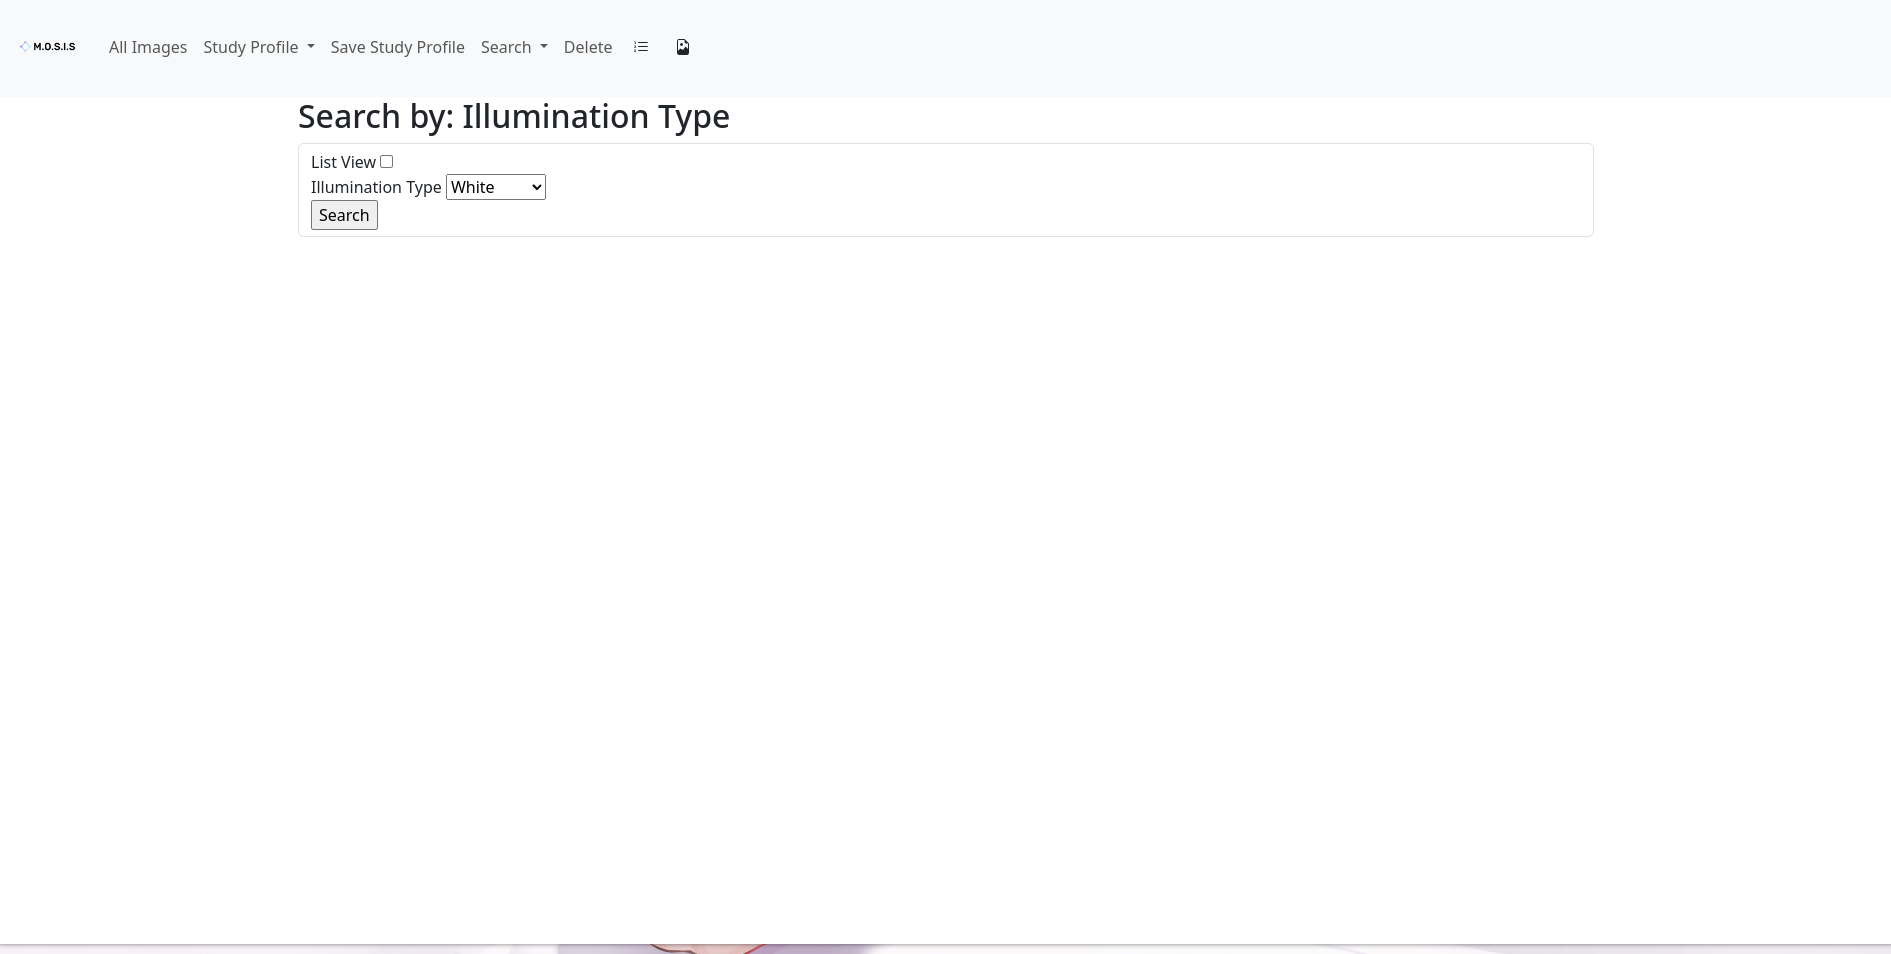 M.O.S.I.S All Images Study Profile Save Study Profile Search Delete
Search by: Illumination Type
List View
Illumination Type White
Search